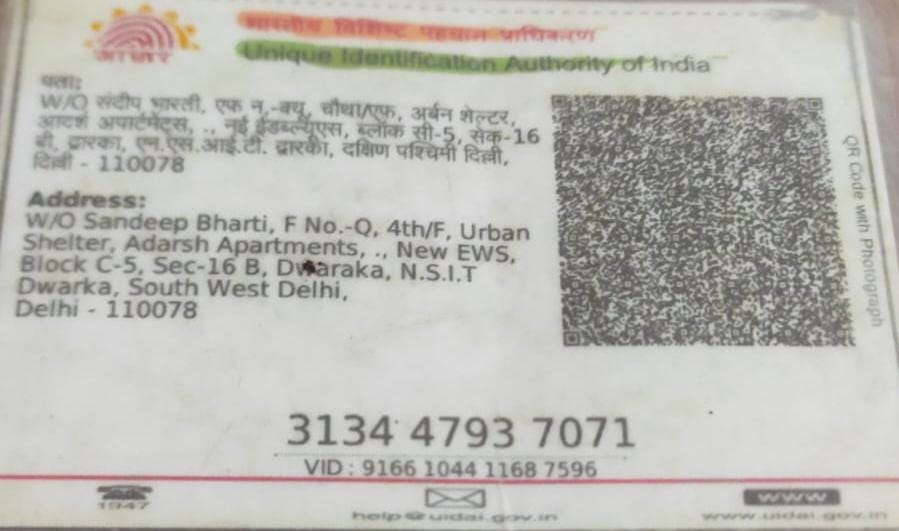 आधार
भारतीय विशिष्ट पहचान प्राधिकरण
Unique Identification Authority of India
पता:
W/O संदीप भारती, एफ न.-क्यू, चौथा/एफ, अर्बन शेल्टर,
आदर्श अपार्टमेंट्स, ., नई ईडब्ल्यूएस, ब्लॉक सी-5, सेक-16
बी, द्वारका, एन.एस.आई.टी. द्वारका, दक्षिण पश्चिमी दिल्ली,
दिल्ली - 110078
Address:
W/O Sandeep Bharti, F No.-Q, 4th/F, Urban
Shelter, Adarsh Apartments, ., New EWS,
Block C-5, Sec-16 B, Dwaraka, N.S.I.T
Dwarka, South West Delhi,
Delhi - 110078
QR Code with Photograph
3134 4793 7071
VID : 9166 1044 1168 7596
1947
help@uidai.gov.in
www
www.uidai.gov.in